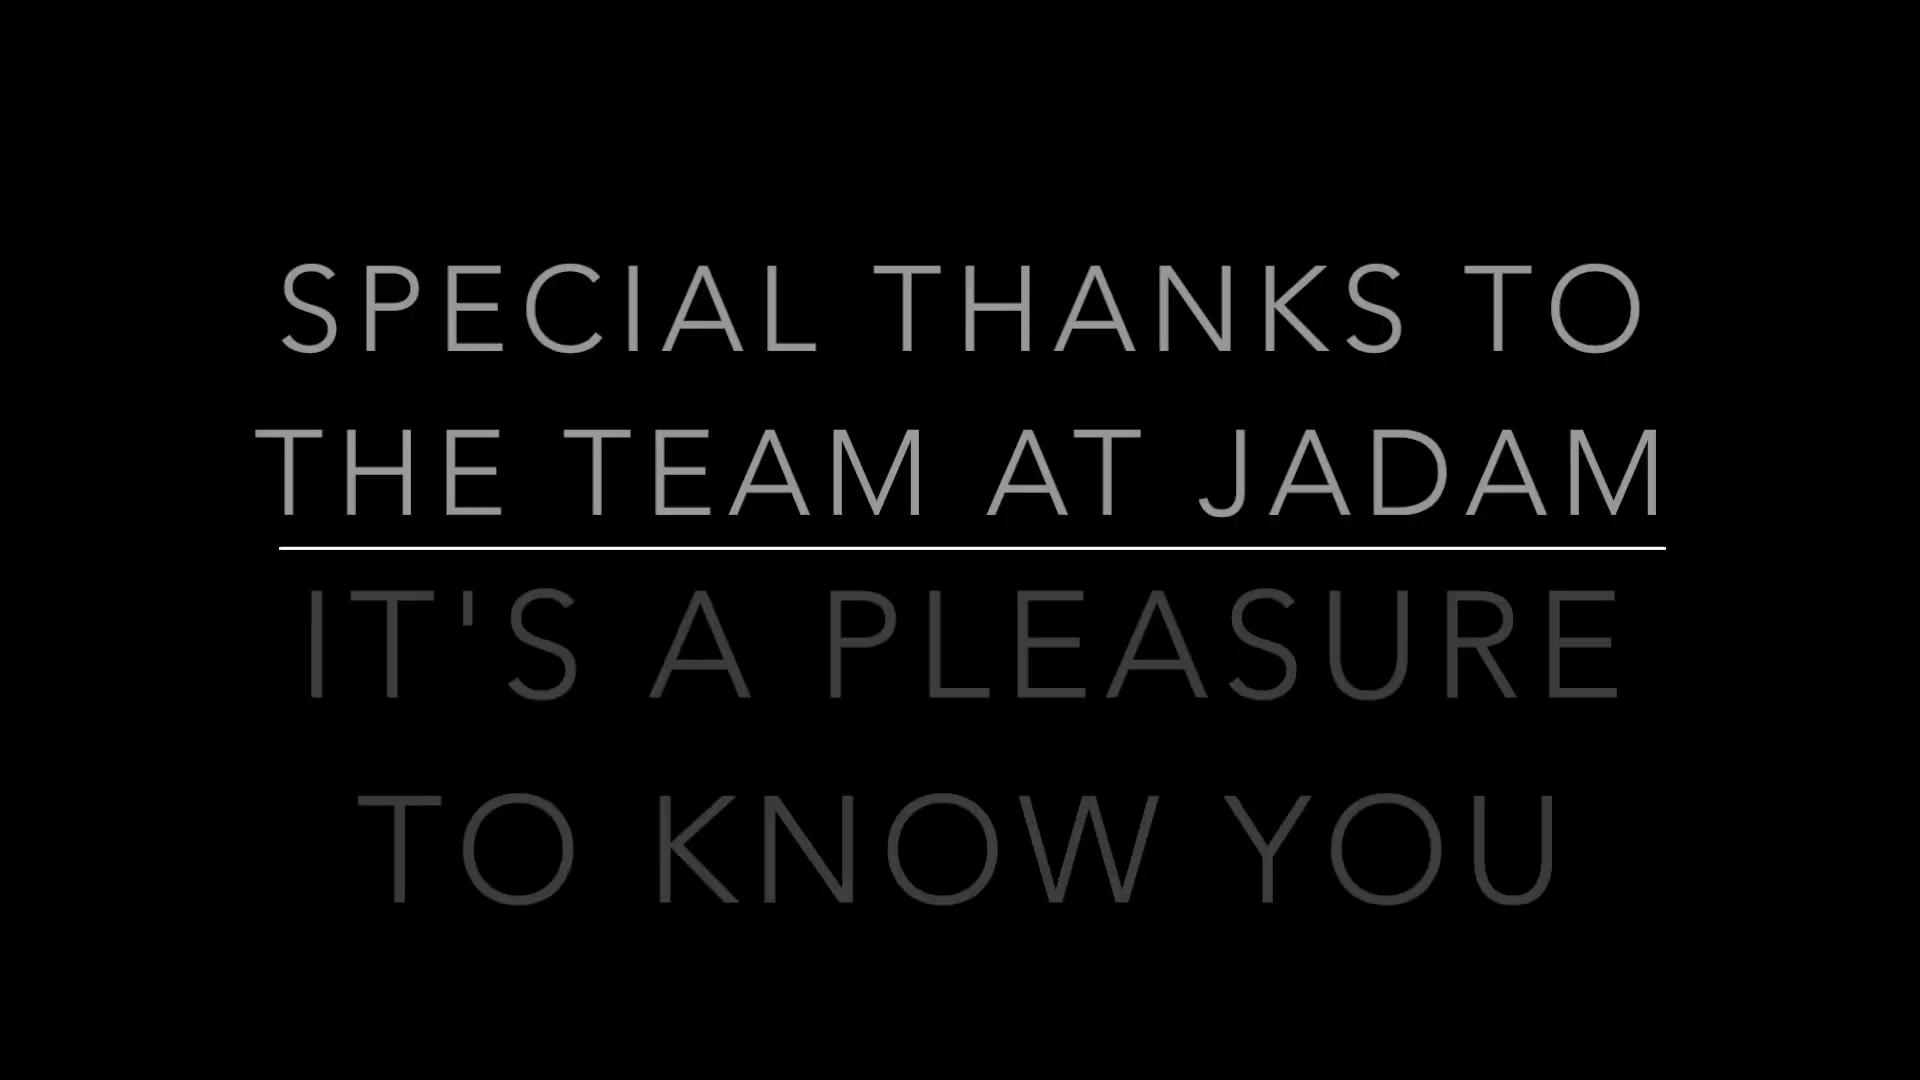 SPECIAL THANKS TO
THE TEAM AT JADAM
IT'S A PLEASURE
TO KNOW YOU